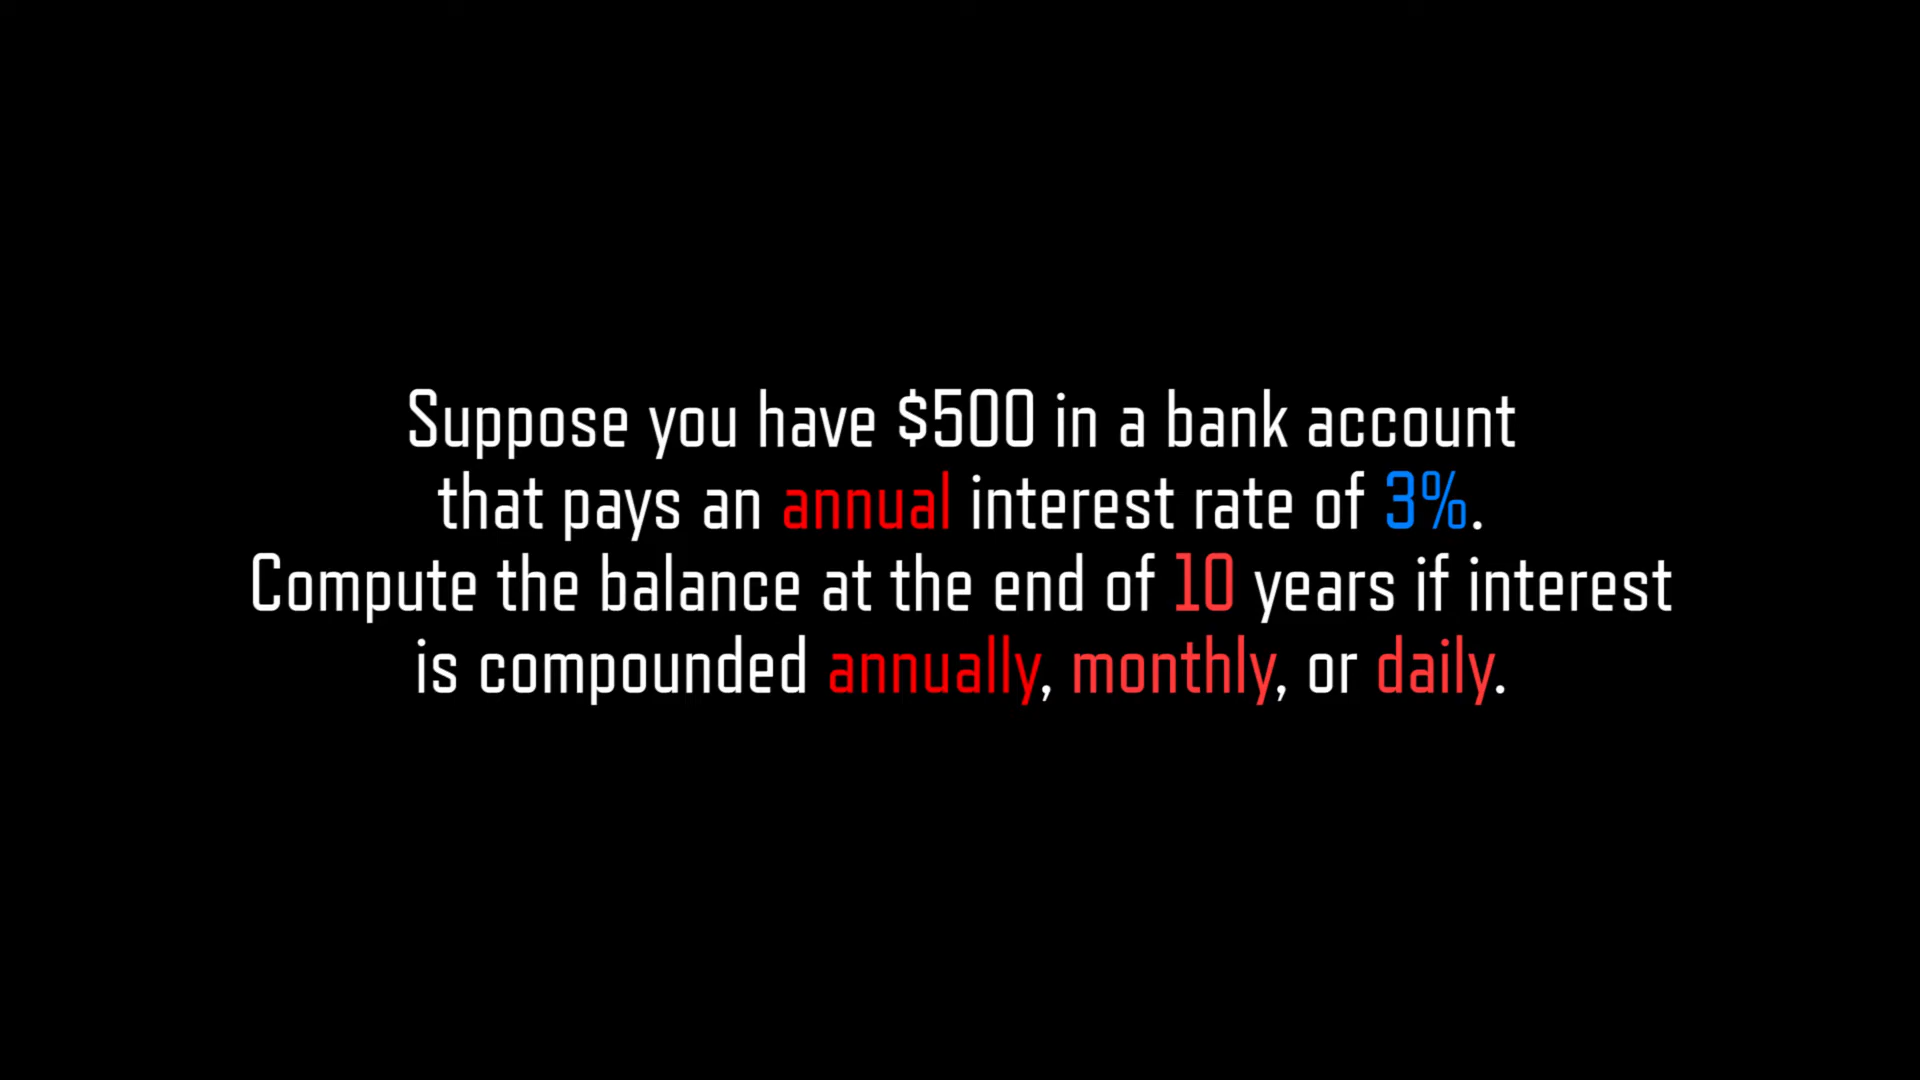 Suppose you have $500 in a bank account
that pays an annual interest rate of 3%.
Compute the balance at the end of 10 years if interest
is compounded annually, monthly, or daily.